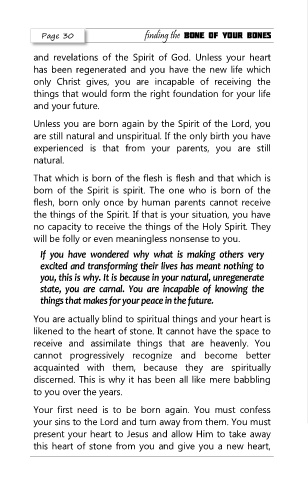 Page 30
finding the BONE OF YOUR BONES
and revelations of the Spirit of God. Unless your heart
has been regenerated and you have the new life which
only Christ gives, you are incapable of receiving the
things that would form the right foundation for your life
and your future.
Unless you are born again by the Spirit of the Lord, you
are still natural and unspiritual. If the only birth you have
experienced is that from your parents, you are still
natural.
That which is born of the flesh is flesh and that which is
born of the Spirit is spirit. The one who is born of the
flesh, born only once by human parents cannot receive
the things of the Spirit. If that is your situation, you have
no capacity to receive the things of the Holy Spirit. They
will be folly or even meaningless nonsense to you.
If you have wondered why what is making others very
excited and transforming their lives has meant nothing to
you, this is why. It is because in your natural, unregenerate
state, you are carnal. You are incapable of knowing the
things that makes for your peace in the future.
You are actually blind to spiritual things and your heart is
likened to the heart of stone. It cannot have the space to
receive and assimilate things that are heavenly. You
cannot progressively recognize and become better
acquainted with them, because they are spiritually
discerned. This is why it has been all like mere babbling
to you over the years.
Your first need is to be born again. You must confess
your sins to the Lord and turn away from them. You must
present your heart to Jesus and allow Him to take away
this heart of stone from you and give you a new heart,